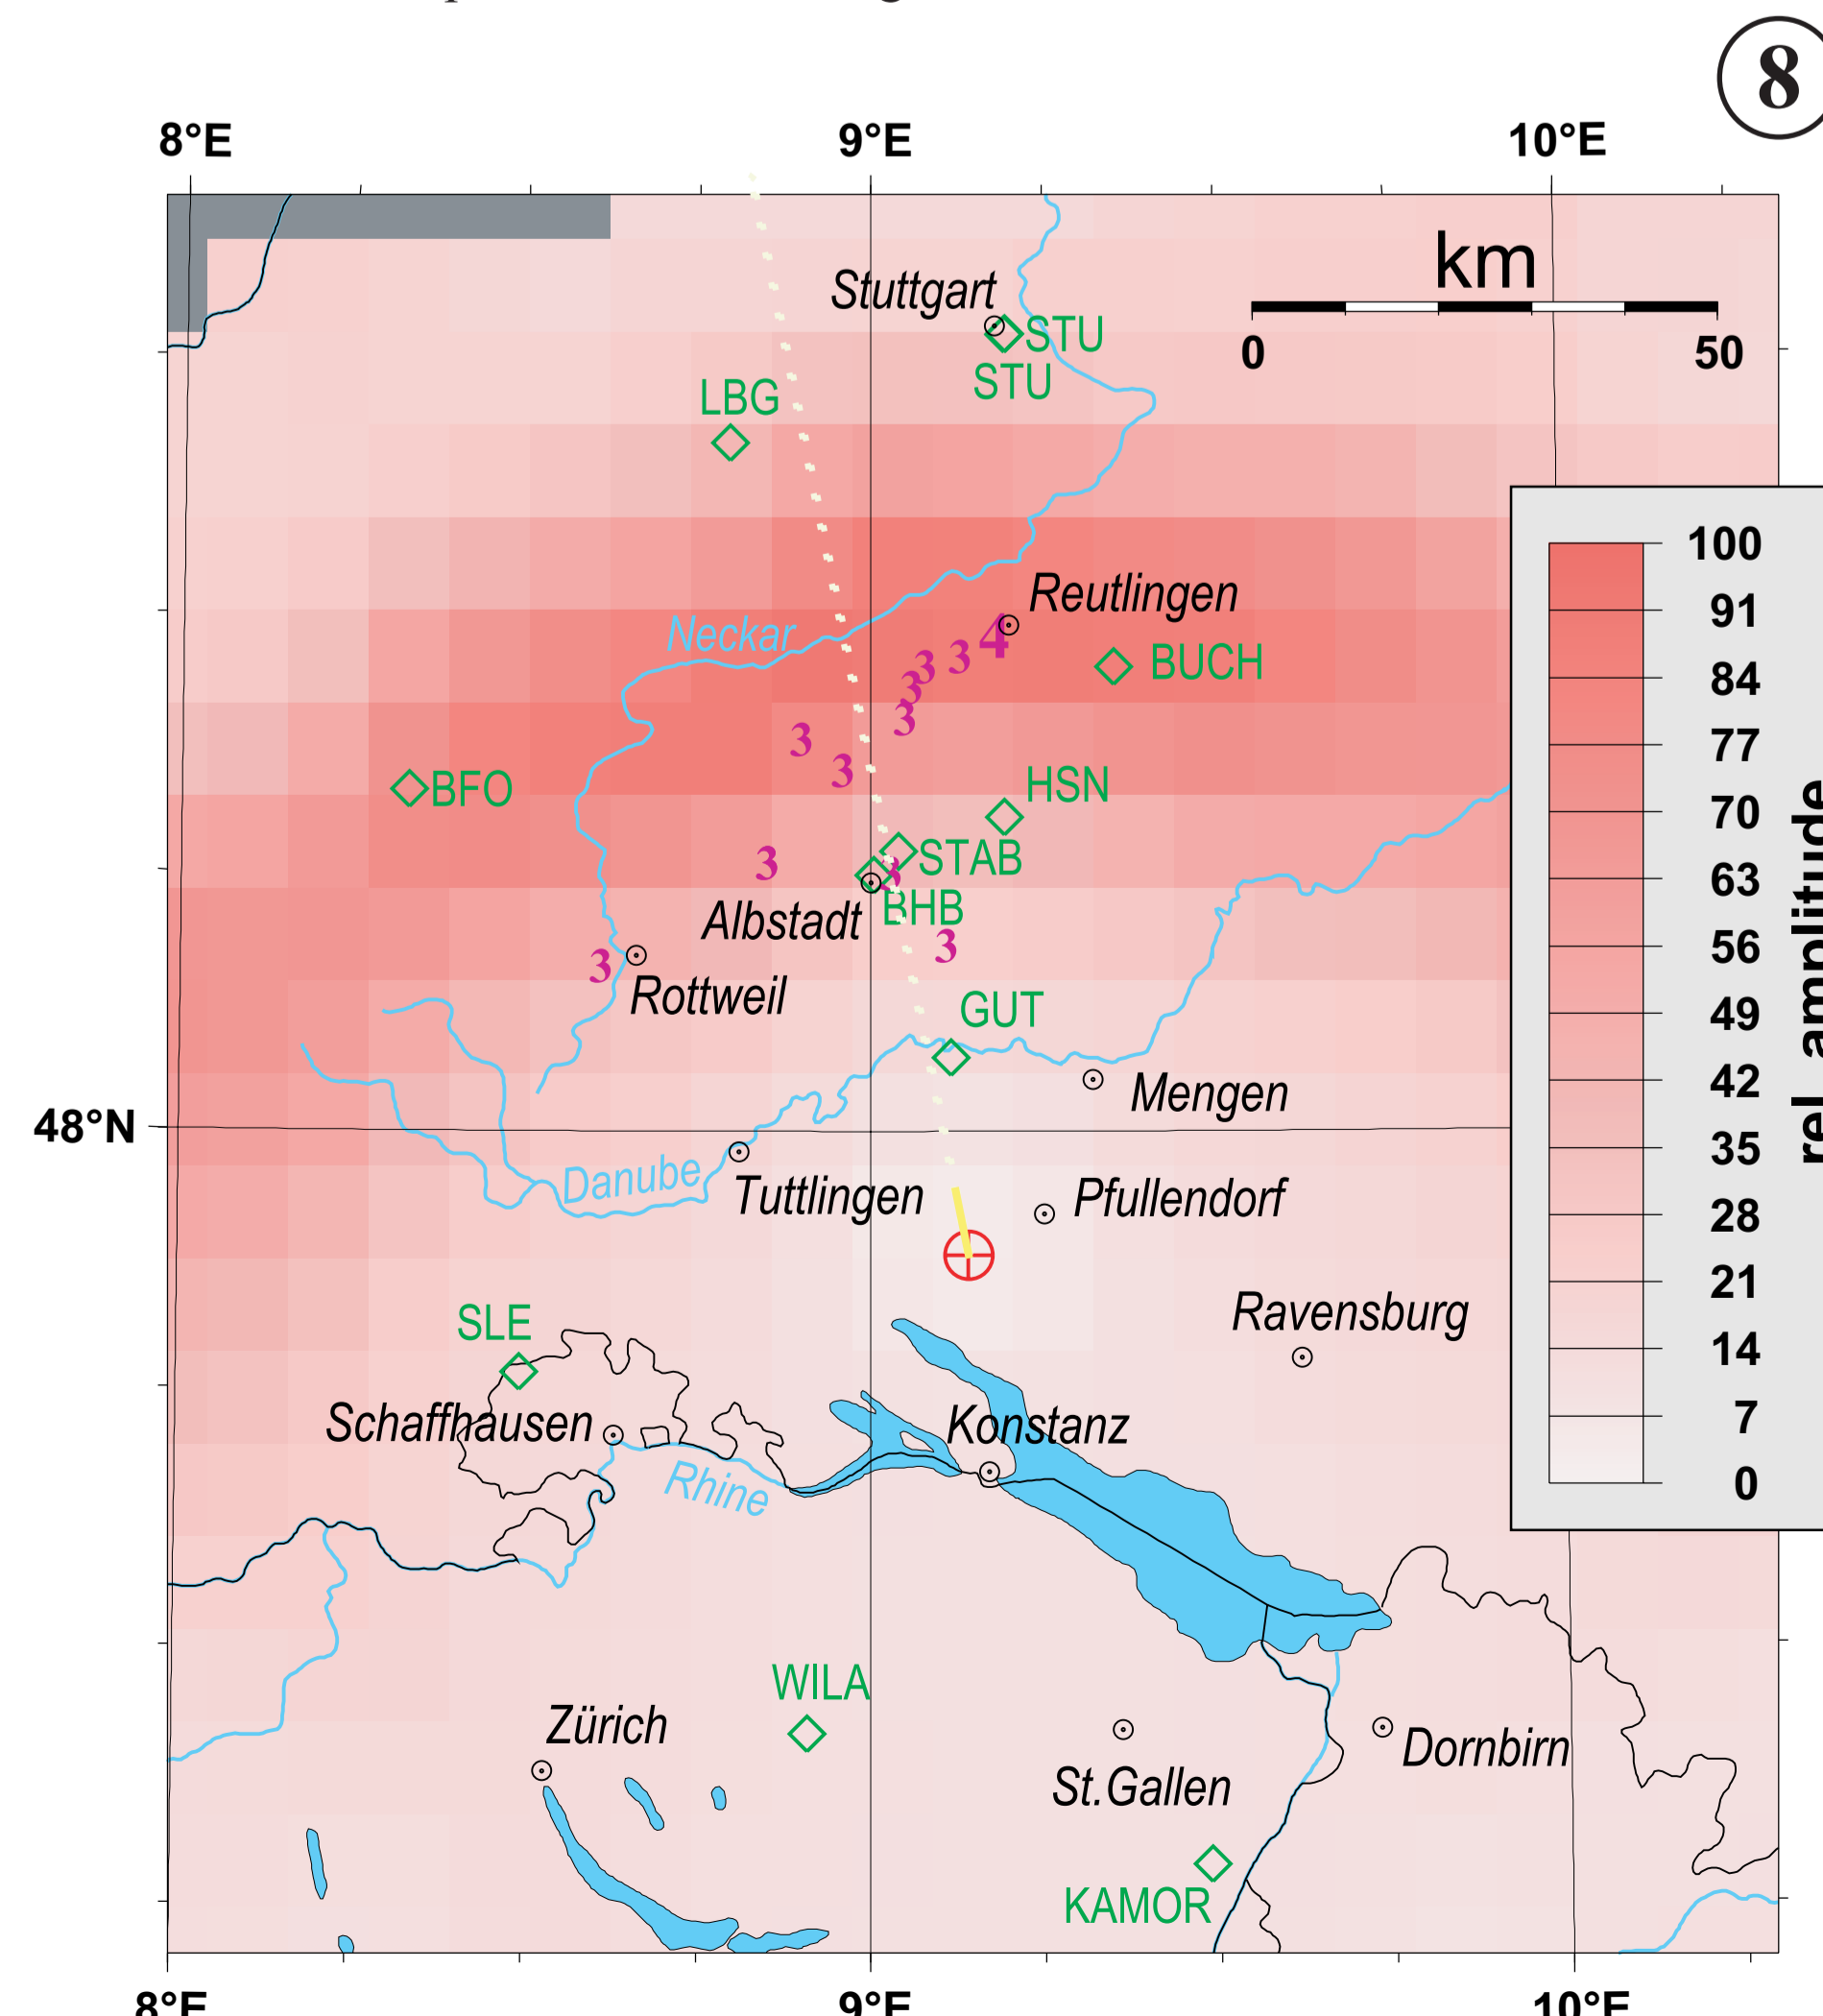 8
8°E 9°E 10°E
km
0 50
Stuttgart
STU
STU
LBG
Reutlingen
Neckar
4
3
3
3
3
BUCH
3
3
BFO
HSN
3
STAB
3
BHB
Albstadt
3
3
Rottweil
GUT
Mengen
48°N
Danube
Tuttlingen
Pfullendorf
SLE
Ravensburg
Schaffhausen
Konstanz
Rhine
WILA
Zürich
St.Gallen
Dornbirn
KAMOR
100
91
84
77
70
63
56
49
42
35
28
21
14
7
0
rel. amplitude
8°E 9°E 10°E